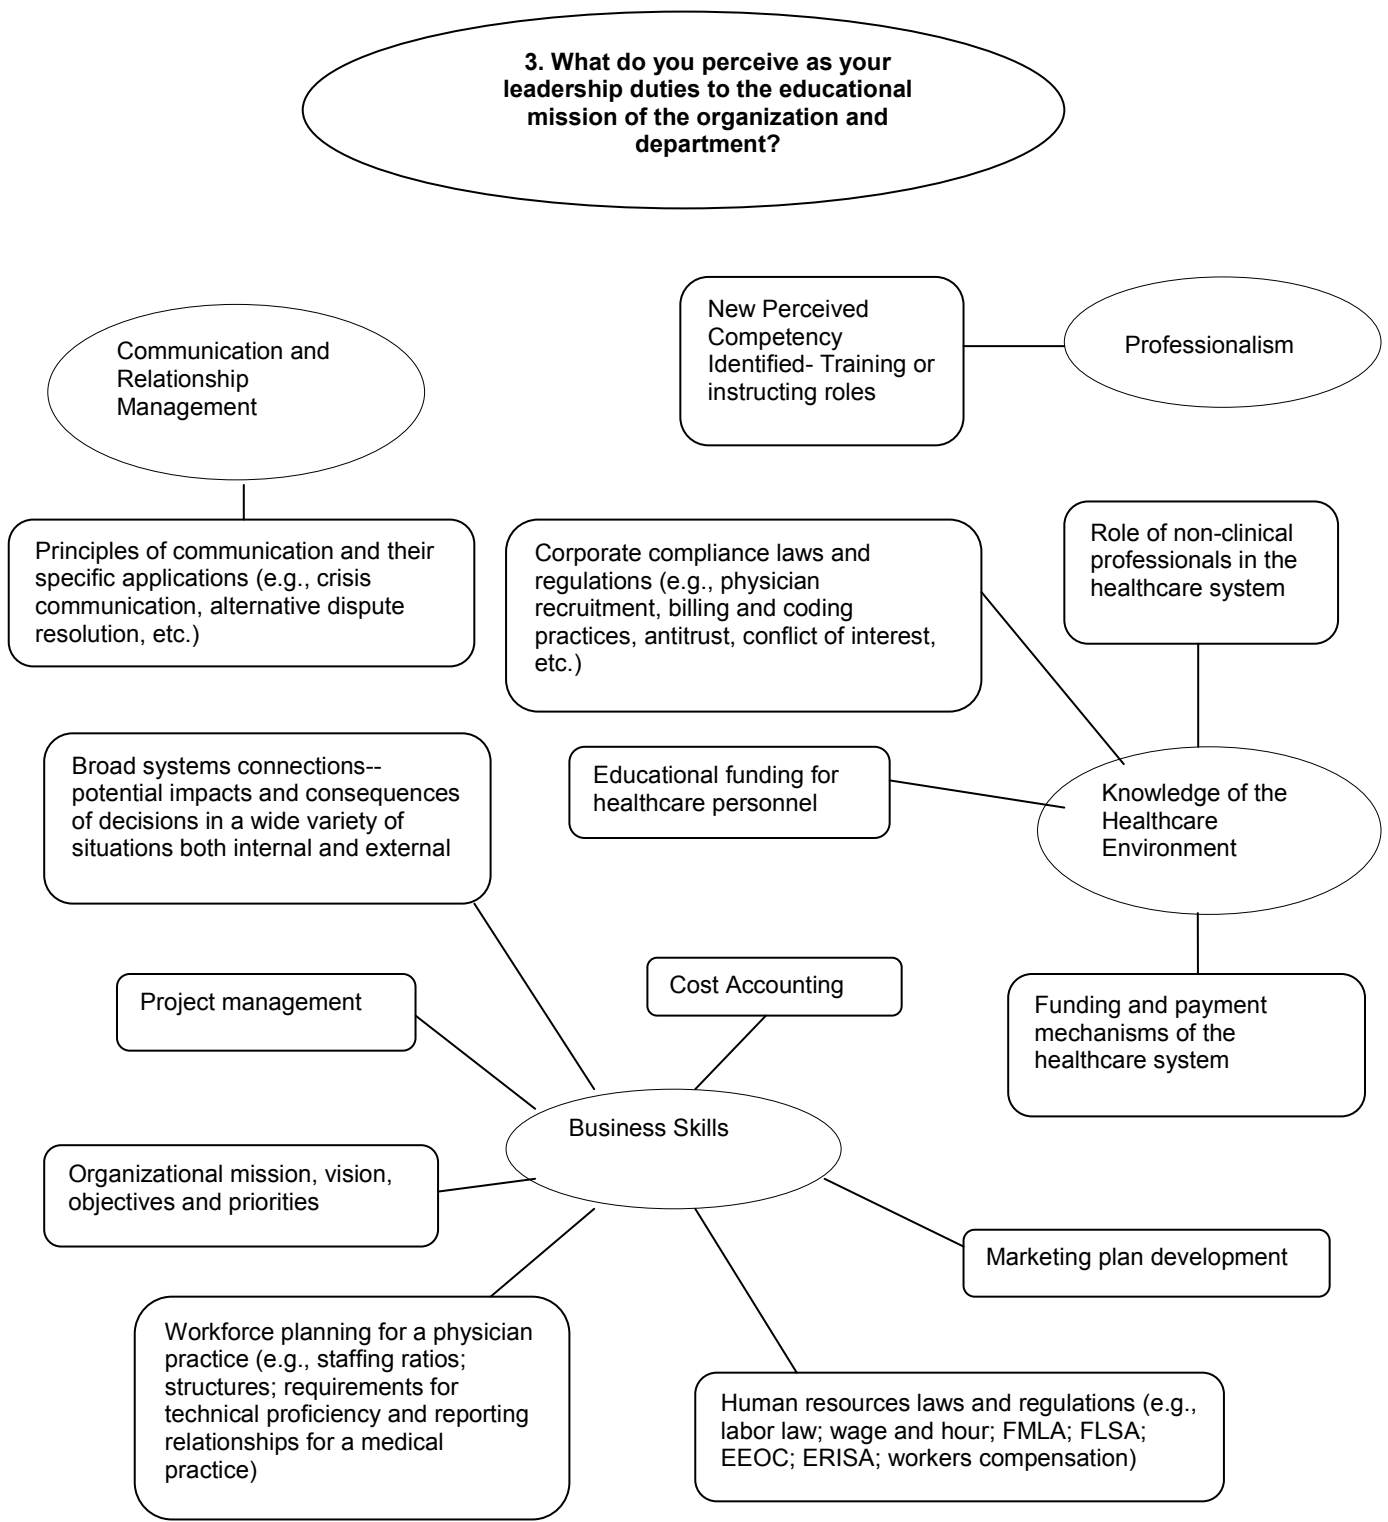 3. What do you perceive as your
leadership duties to the educational
mission of the organization and
department?
New Perceived
Competency
Identified- Training or
instructing roles
Professionalism
Communication and
Relationship
Management
Principles of communication and their
specific applications (e.g., crisis
communication, alternative dispute
resolution, etc.)
Corporate compliance laws and
regulations (e.g., physician
recruitment, billing and coding
practices, antitrust, conflict of interest,
etc.)
Role of non-clinical
professionals in the
healthcare system
Broad systems connections--
potential impacts and consequences
of decisions in a wide variety of
situations both internal and external
Educational funding for
healthcare personnel
Knowledge of the
Healthcare
Environment
Project management
Cost Accounting
Funding and payment
mechanisms of the
healthcare system
Business Skills
Organizational mission, vision,
objectives and priorities
Marketing plan development
Workforce planning for a physician
practice (e.g., staffing ratios;
structures; requirements for
technical proficiency and reporting
relationships for a medical
practice)
Human resources laws and regulations (e.g.,
labor law; wage and hour; FMLA; FLSA;
EEOC; ERISA; workers compensation)